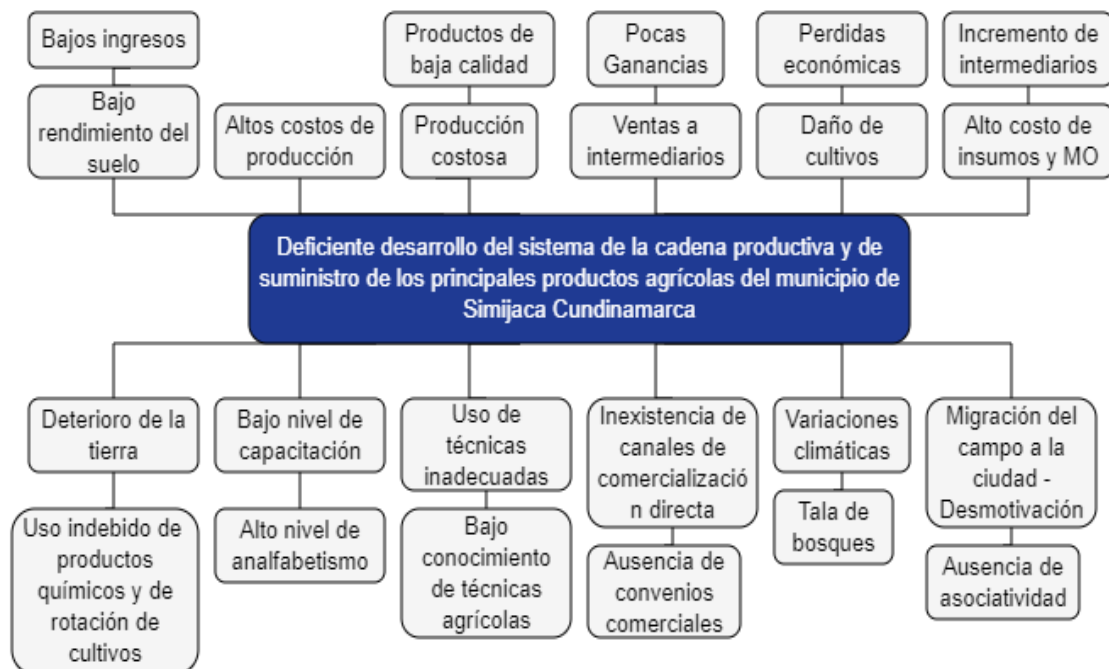 Bajos ingresos
Productos de
baja calidad
Pocas
Ganancias
Perdidas
económicas
Incremento de
intermediarios
Bajo
rendimiento del
suelo
Altos costos de
producción
Producción
costosa
Ventas a
intermediarios
Daño de
cultivos
Alto costo de
insumos y MO
Deficiente desarrollo del sistema de la cadena productiva y de
suministro de los principales productos agrícolas del municipio de
Simijaca Cundinamarca
Deterioro de la
tierra
Bajo nivel de
capacitación
Uso de
técnicas
inadecuadas
Inexistencia de
canales de
comercializació
n directa
Variaciones
climáticas
Migración del
campo a la
ciudad -
Desmotivación
Uso indebido de
productos
químicos y de
rotación de
cultivos
Alto nivel de
analfabetismo
Bajo
conocimiento
de técnicas
agrícolas
Ausencia de
convenios
comerciales
Tala de
bosques
Ausencia de
asociatividad